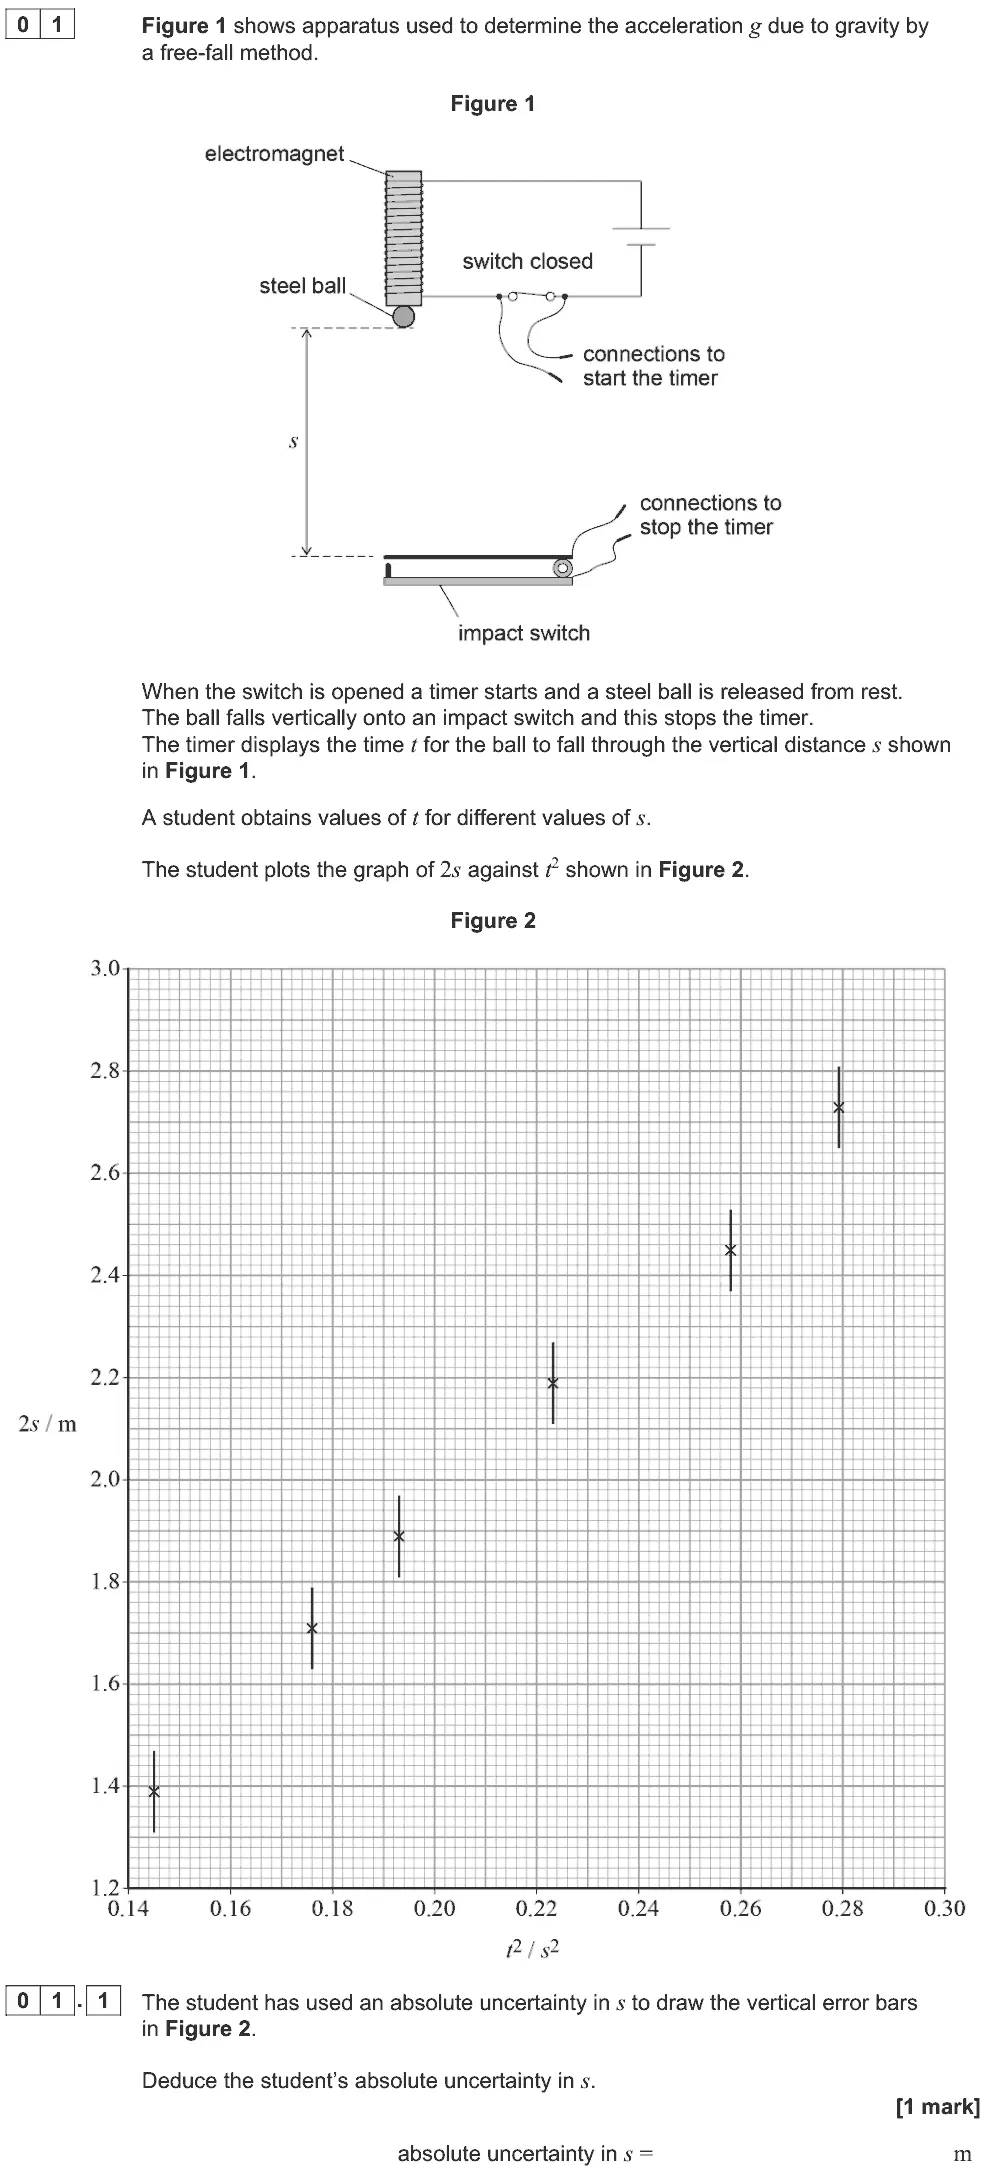 0 1 Figure 1 shows apparatus used to determine the acceleration g due to gravity by
a free-fall method.
Figure 1
electromagnet
switch closed
steel ball
connections to
start the timer
s
connections to
stop the timer
impact switch
When the switch is opened a timer starts and a steel ball is released from rest.
The ball falls vertically onto an impact switch and this stops the timer.
The timer displays the time t for the ball to fall through the vertical distance s shown
in Figure 1.
A student obtains values of t for different values of s.
The student plots the graph of 2s against t² shown in Figure 2.
Figure 2
3.0
2.8
2.6
2.4
2.2
2s / m
2.0
1.8
1.6
1.4
1.2
0.14 0.16 0.18 0.20 0.22 0.24 0.26 0.28 0.30
t² / s²
0 1 . 1 The student has used an absolute uncertainty in s to draw the vertical error bars
in Figure 2.
Deduce the student's absolute uncertainty in s.
[1 mark]
absolute uncertainty in s = m